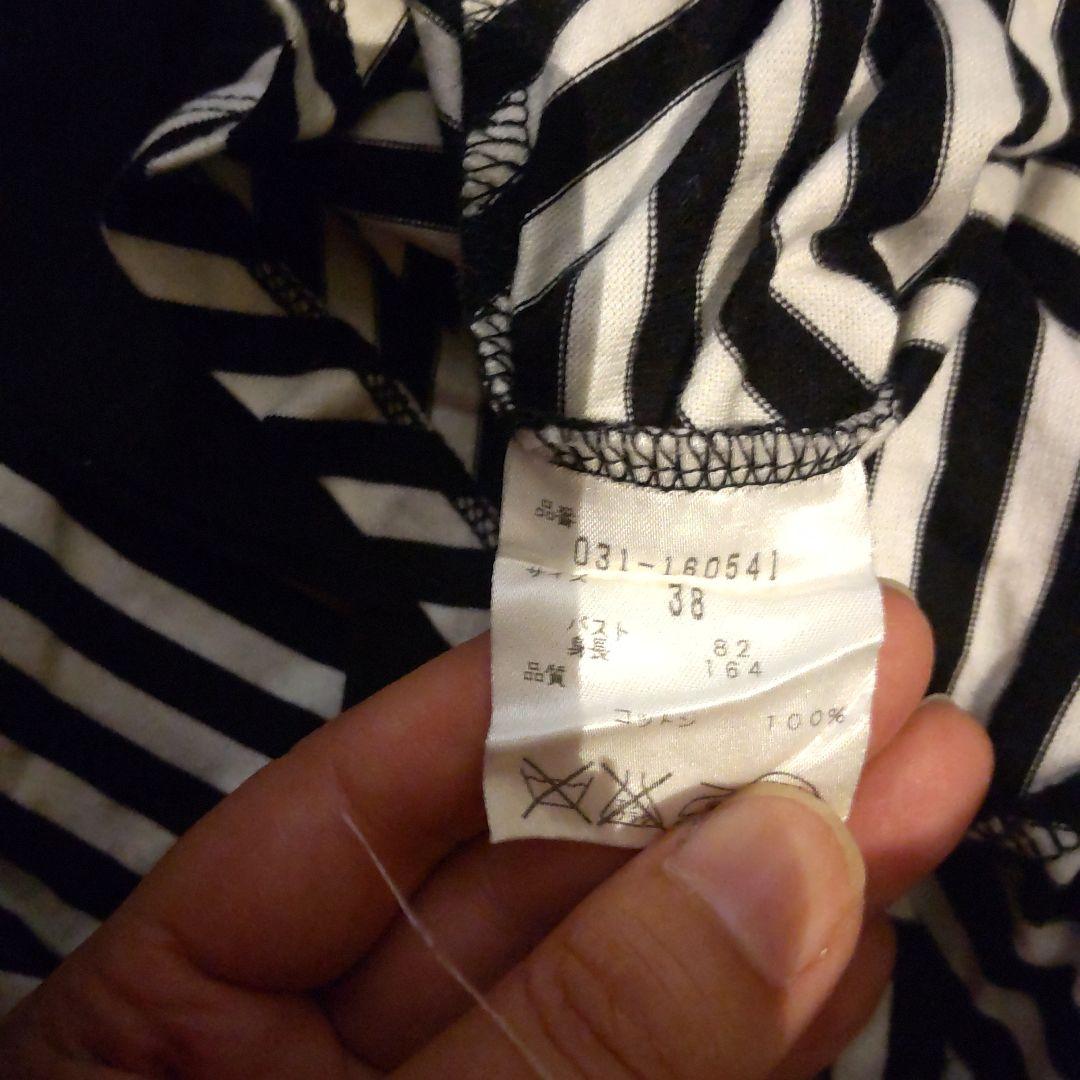 品番
031-160541
サイズ
38
バスト 82
身長 164
品質
コットン 100%